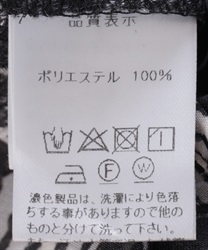 品質表示
ポリエステル 100%
F W
濃色製品は、洗濯により色落
ちする事がありますので他の
ものと分けて洗って下さい。